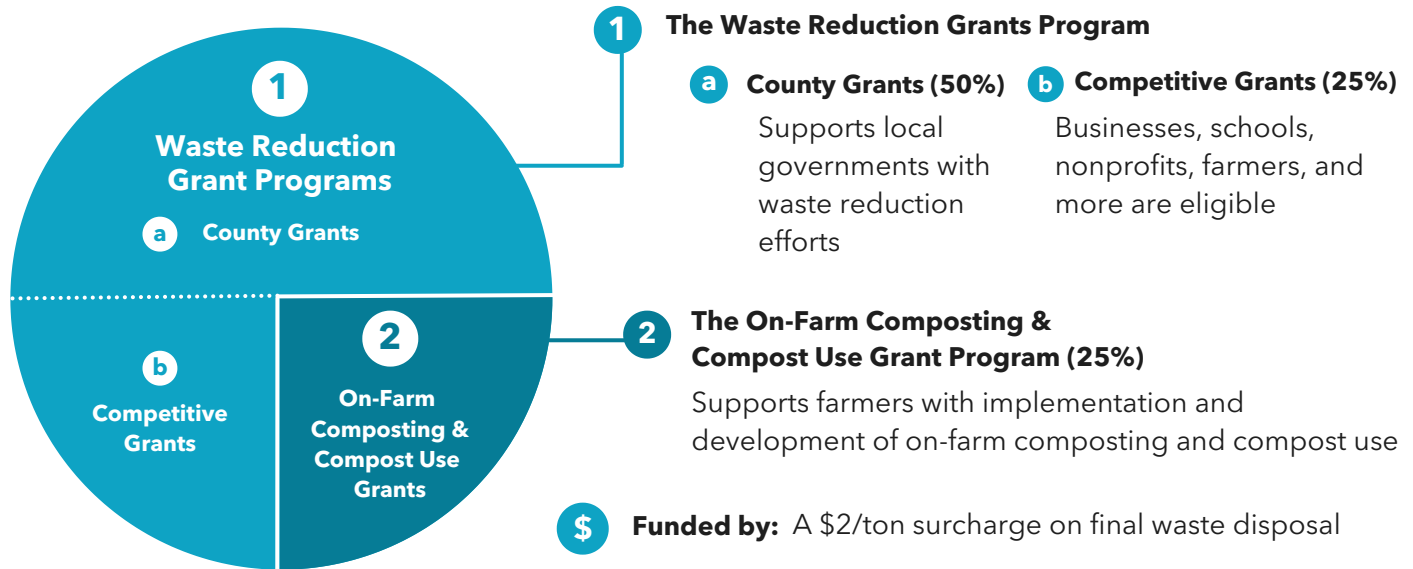 1
Waste Reduction
Grant Programs
a County Grants
b
Competitive
Grants
2
On-Farm
Composting &
Compost Use
Grants
1 The Waste Reduction Grants Program
a County Grants (50%)
Supports local
governments with
waste reduction
efforts
b Competitive Grants (25%)
Businesses, schools,
nonprofits, farmers, and
more are eligible
2 The On-Farm Composting &
Compost Use Grant Program (25%)
Supports farmers with implementation and
development of on-farm composting and compost use
$ Funded by: A $2/ton surcharge on final waste disposal